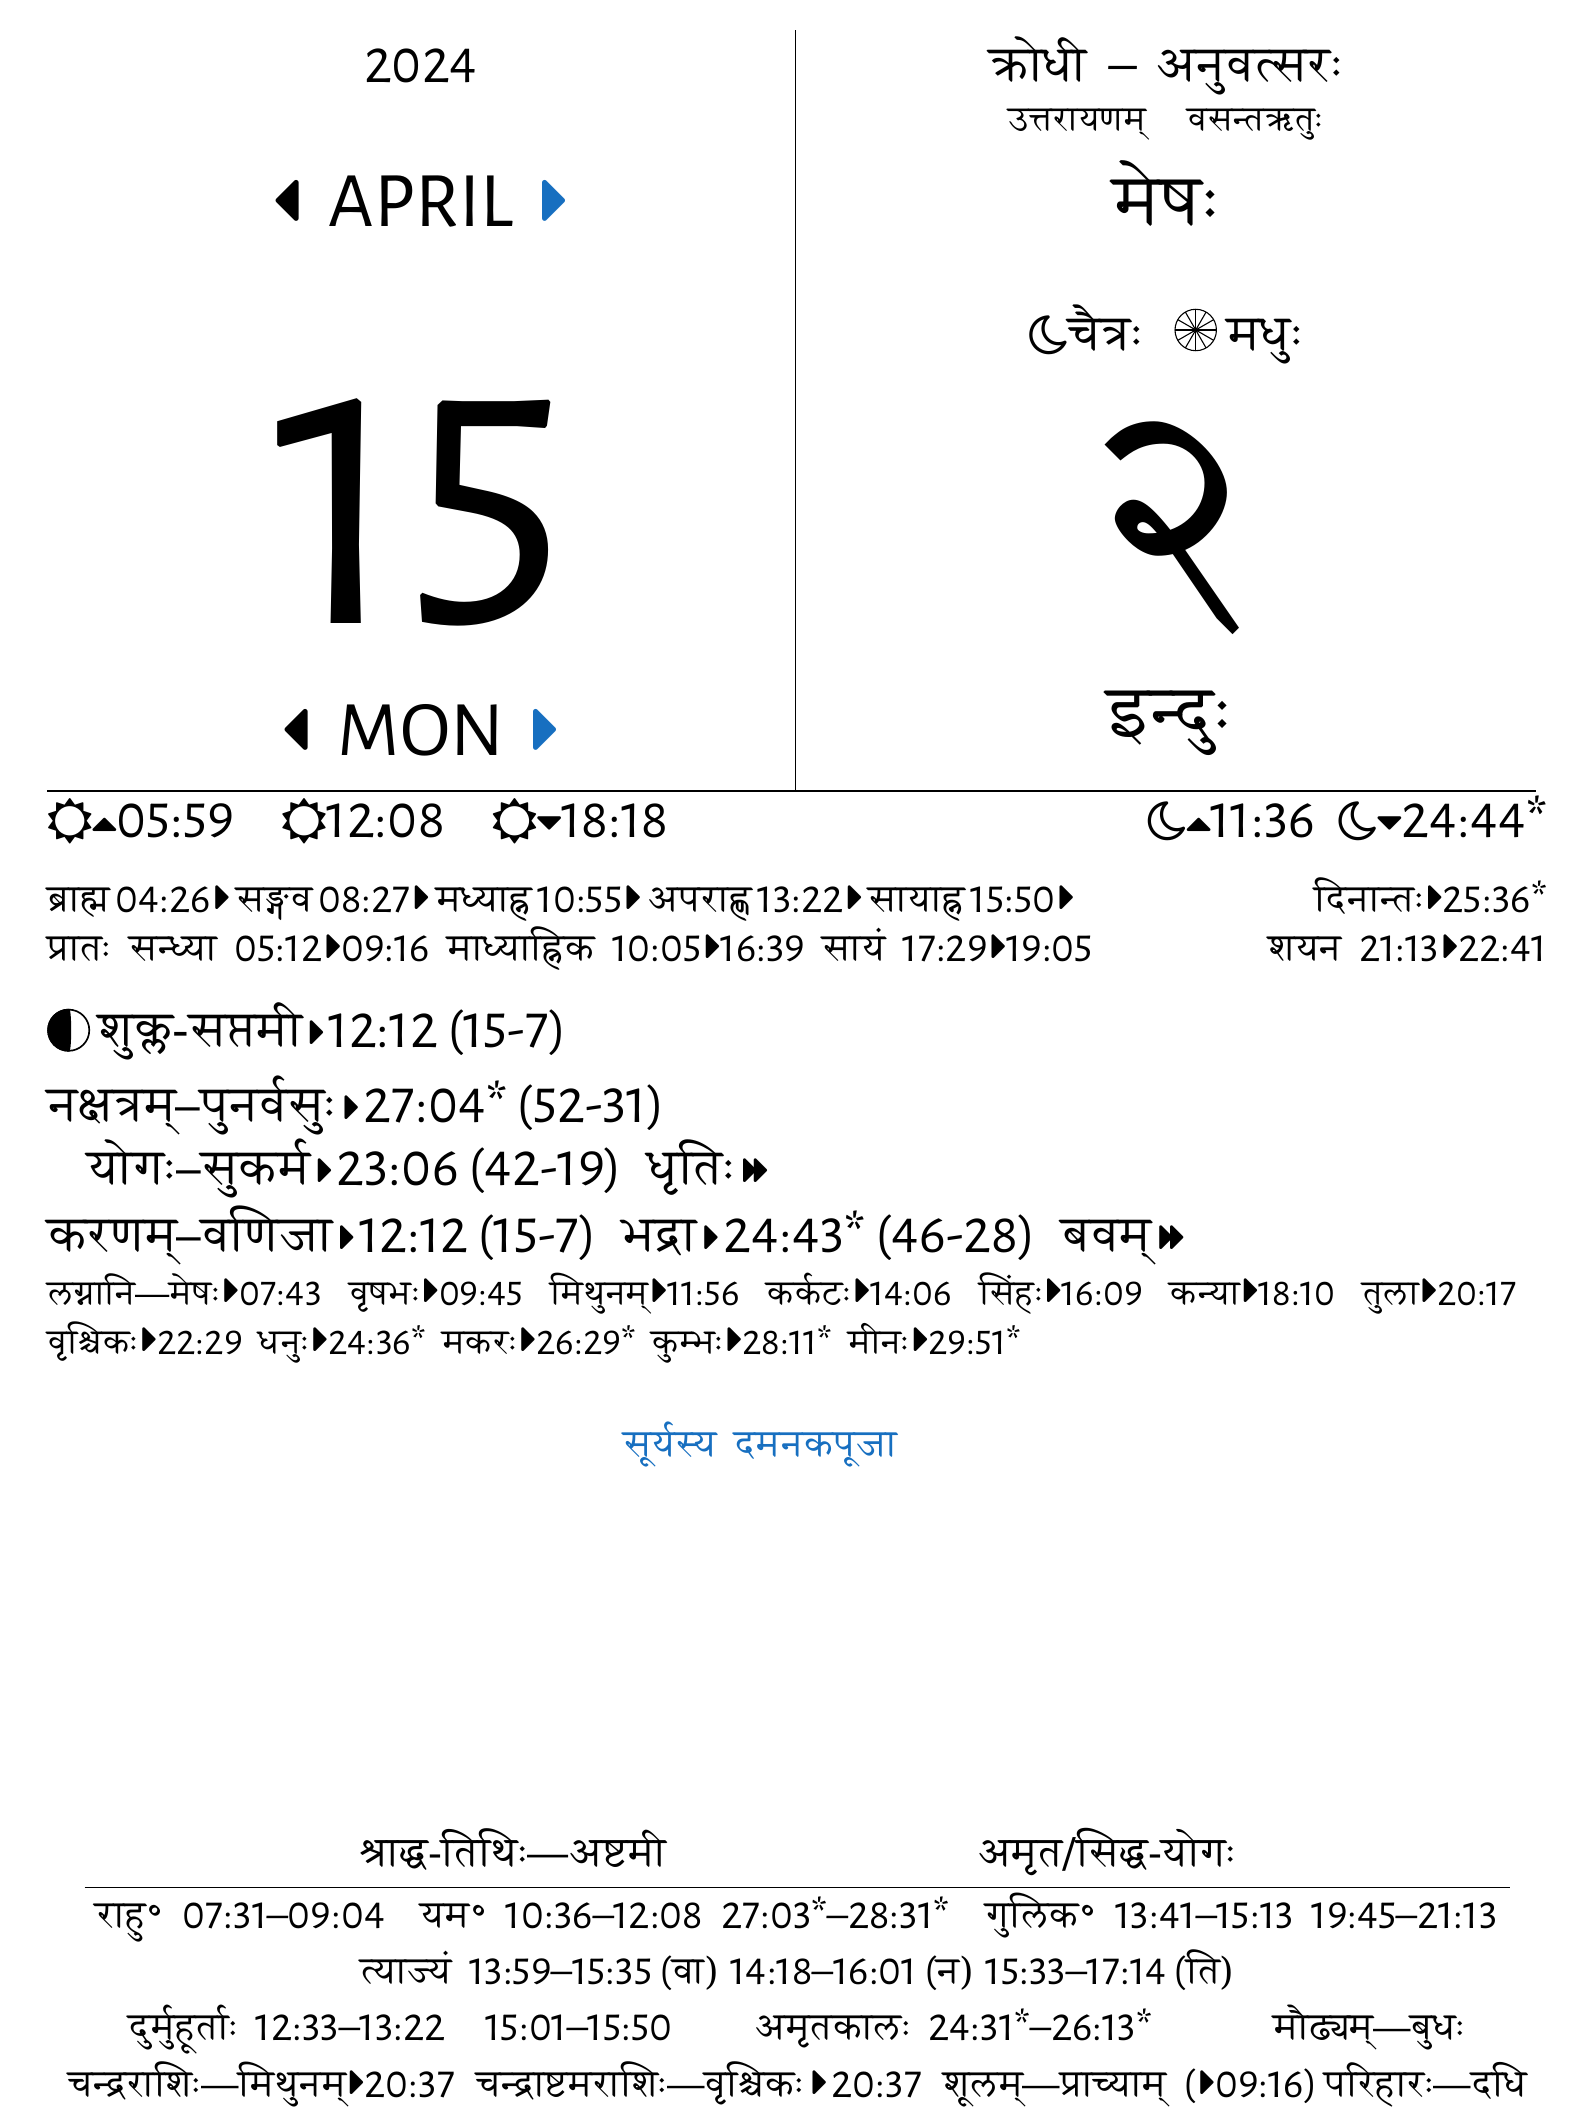 2024
APRIL
15
MON
क्रोधी – अनुवत्सरः
उत्तरायणम् वसन्तऋतुः
मेषः
चैत्रः मधुः
२
इन्दुः
05:59 12:08 18:18 11:36 24:44*
ब्राह्म 04:26 सङ्गव 08:27 मध्याह्न 10:55 अपराह्ण 13:22 सायाह्न 15:50 दिनान्तः 25:36*
प्रातः सन्ध्या 05:12 09:16 माध्याह्निक 10:05 16:39 सायं 17:29 19:05 शयन 21:13 22:41
शुक्ल-सप्तमी 12:12 (15-7)
नक्षत्रम्–पुनर्वसुः 27:04* (52-31)
योगः–सुकर्म 23:06 (42-19) धृतिः
करणम्–वणिजा 12:12 (15-7) भद्रा 24:43* (46-28) बवम्
लग्नानि—मेषः 07:43 वृषभः 09:45 मिथुनम् 11:56 कर्कटः 14:06 सिंहः 16:09 कन्या 18:10 तुला 20:17
वृश्चिकः 22:29 धनुः 24:36* मकरः 26:29* कुम्भः 28:11* मीनः 29:51*
सूर्यस्य दमनकपूजा
श्राद्ध-तिथिः—अष्टमी अमृत/सिद्ध-योगः
राहु॰ 07:31–09:04 यम॰ 10:36–12:08 27:03*–28:31* गुलिक॰ 13:41–15:13 19:45–21:13
त्याज्यं 13:59–15:35 (वा) 14:18–16:01 (न) 15:33–17:14 (ति)
दुर्मुहूर्ताः 12:33–13:22 15:01–15:50 अमृतकालः 24:31*–26:13* मौढ्यम्—बुधः
चन्द्रराशिः—मिथुनम् 20:37 चन्द्राष्टमराशिः—वृश्चिकः 20:37 शूलम्—प्राच्याम् (09:16) परिहारः—दधि